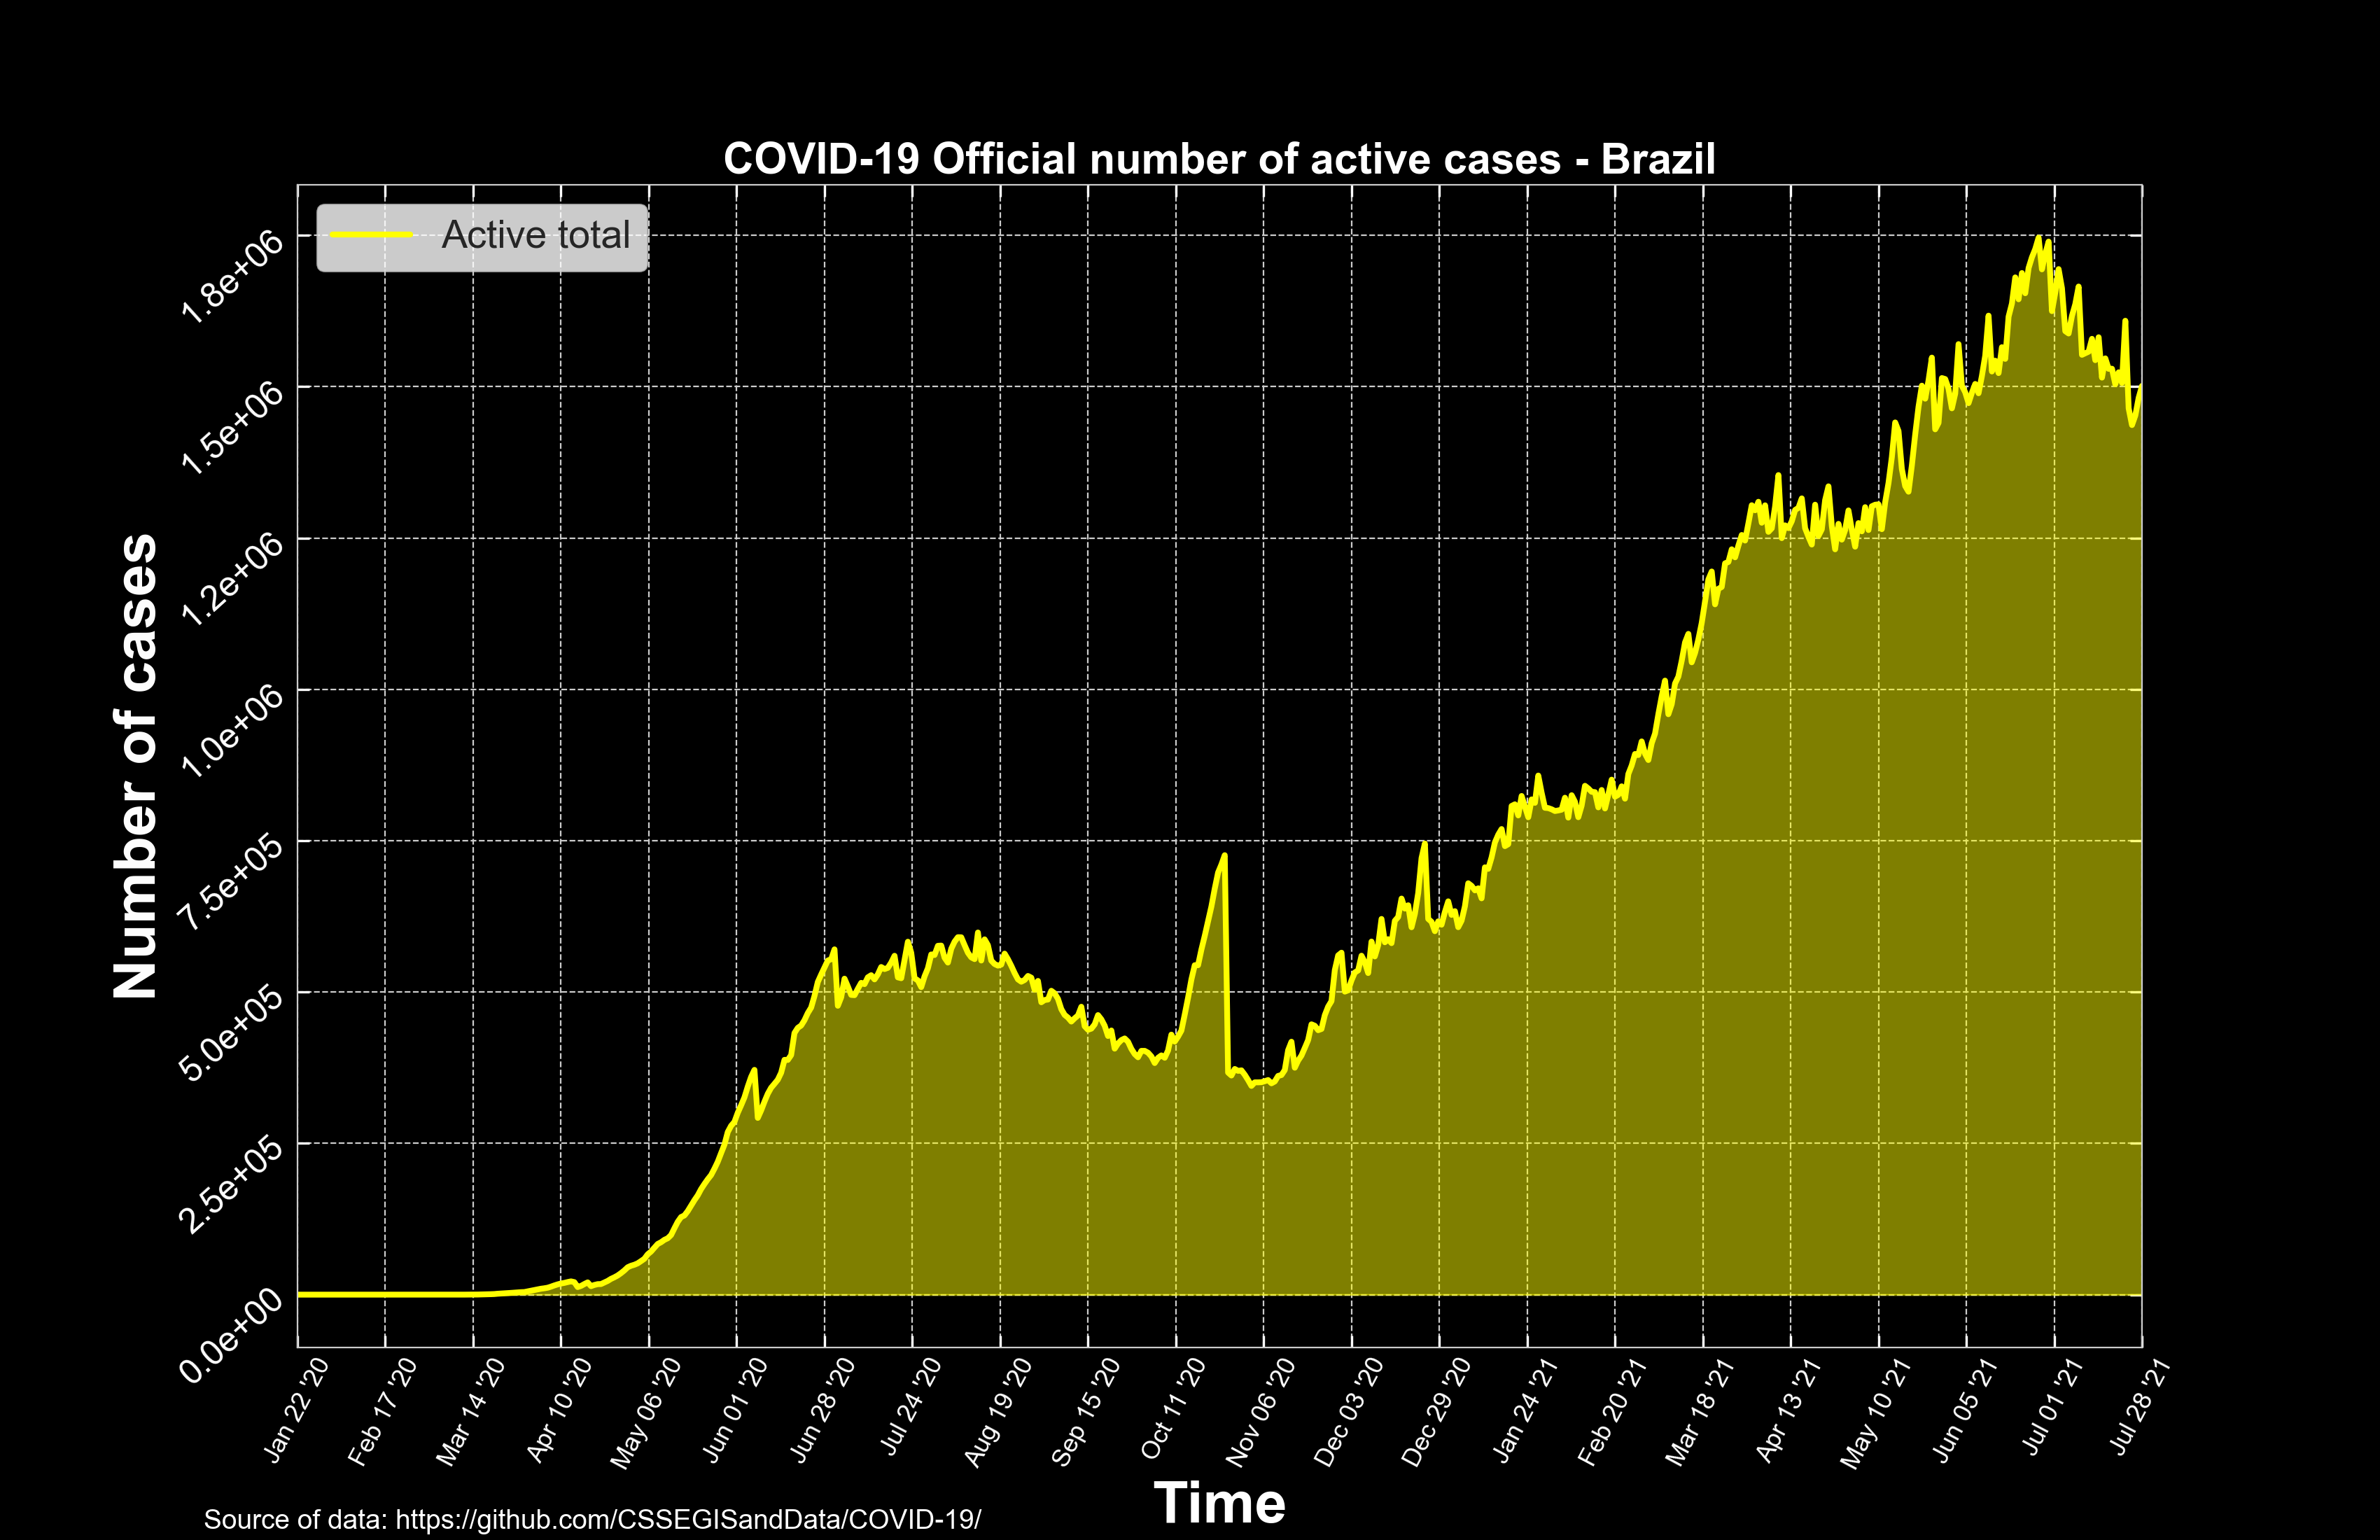 COVID-19 Official number of active cases - Brazil
Active total
Number of cases
1.8e+06
1.5e+06
1.2e+06
1.0e+06
7.5e+05
5.0e+05
2.5e+05
0.0e+00
Jan 22 '20
Feb 17 '20
Mar 14 '20
Apr 10 '20
May 06 '20
Jun 01 '20
Jun 28 '20
Jul 24 '20
Aug 19 '20
Sep 15 '20
Oct 11 '20
Nov 06 '20
Dec 03 '20
Dec 29 '20
Jan 24 '21
Feb 20 '21
Mar 18 '21
Apr 13 '21
May 10 '21
Jun 05 '21
Jul 01 '21
Jul 28 '21
Time
Source of data: https://github.com/CSSEGISandData/COVID-19/